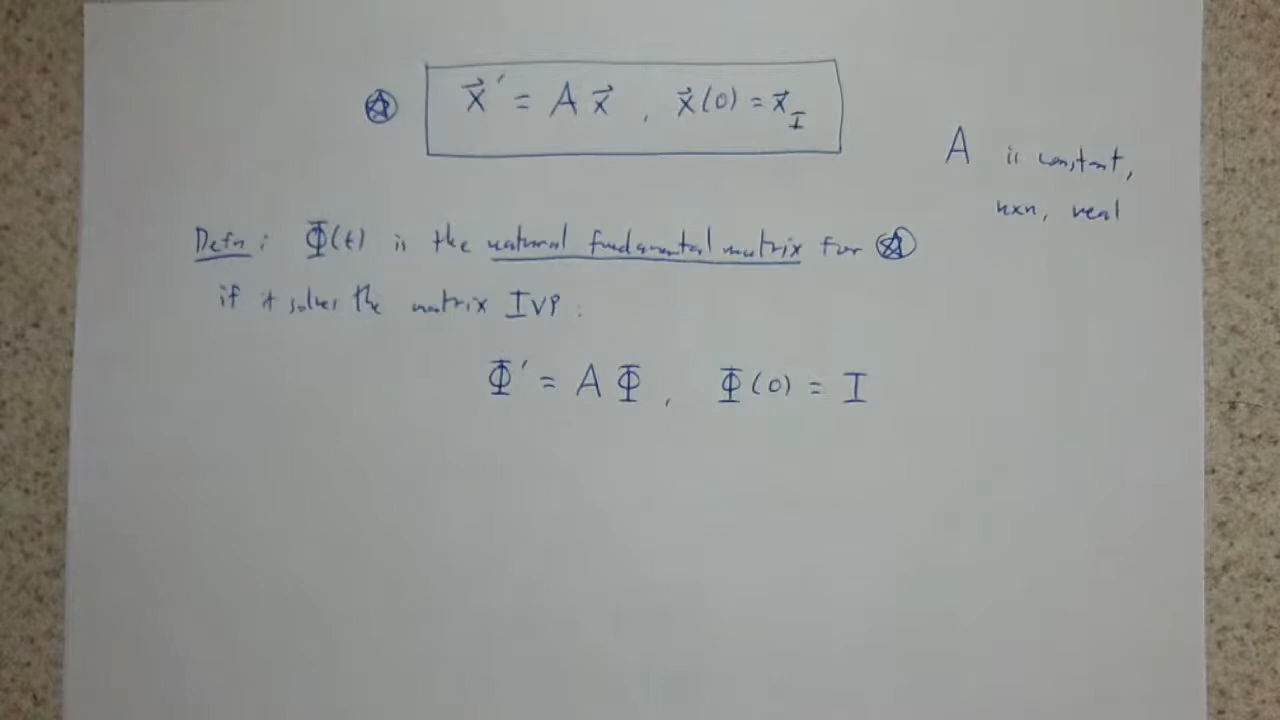 ☆ x⃗' = A x⃗ , x⃗(0) = x⃗_I
A is constant,
n×n, real
Defn: Φ(t) is the natural fundamental matrix for ☆
if it solves the matrix IVP:
Φ' = A Φ , Φ(0) = I